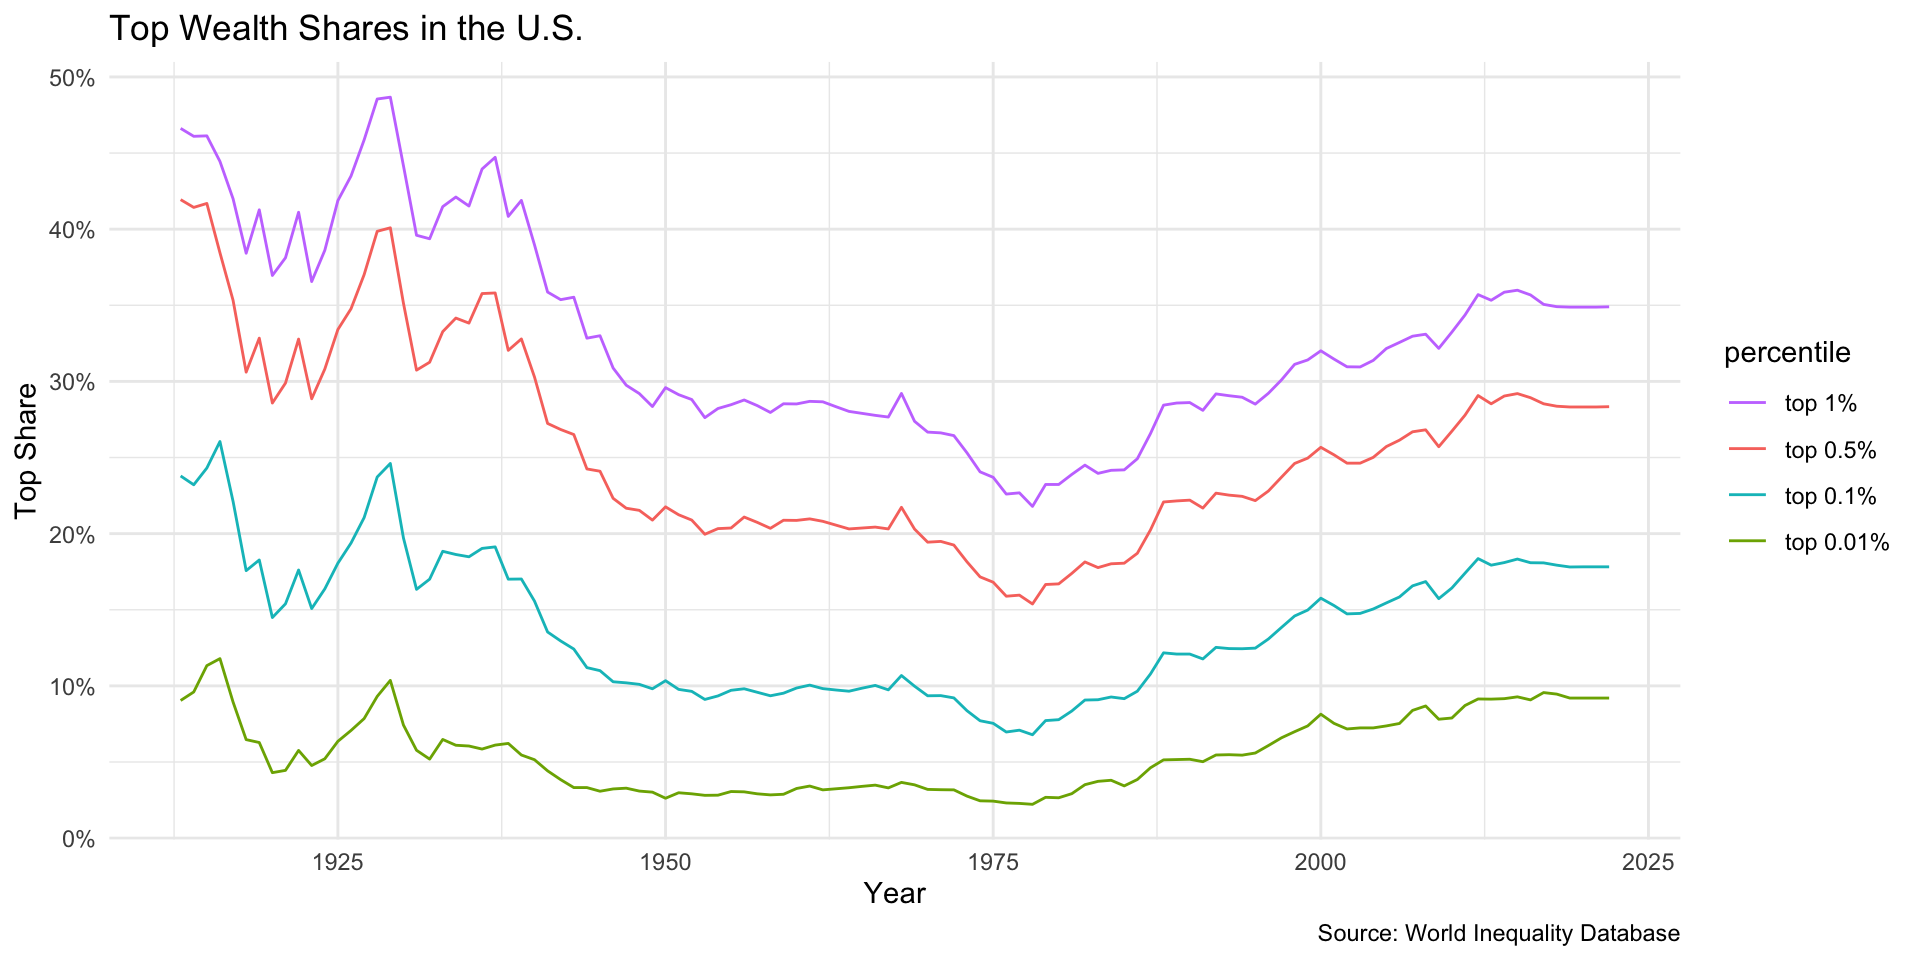 Top Wealth Shares in the U.S.
50%
40%
30%
20%
10%
0%
Top Share
1925
1950
1975
2000
2025
Year
percentile
top 1%
top 0.5%
top 0.1%
top 0.01%
Source: World Inequality Database